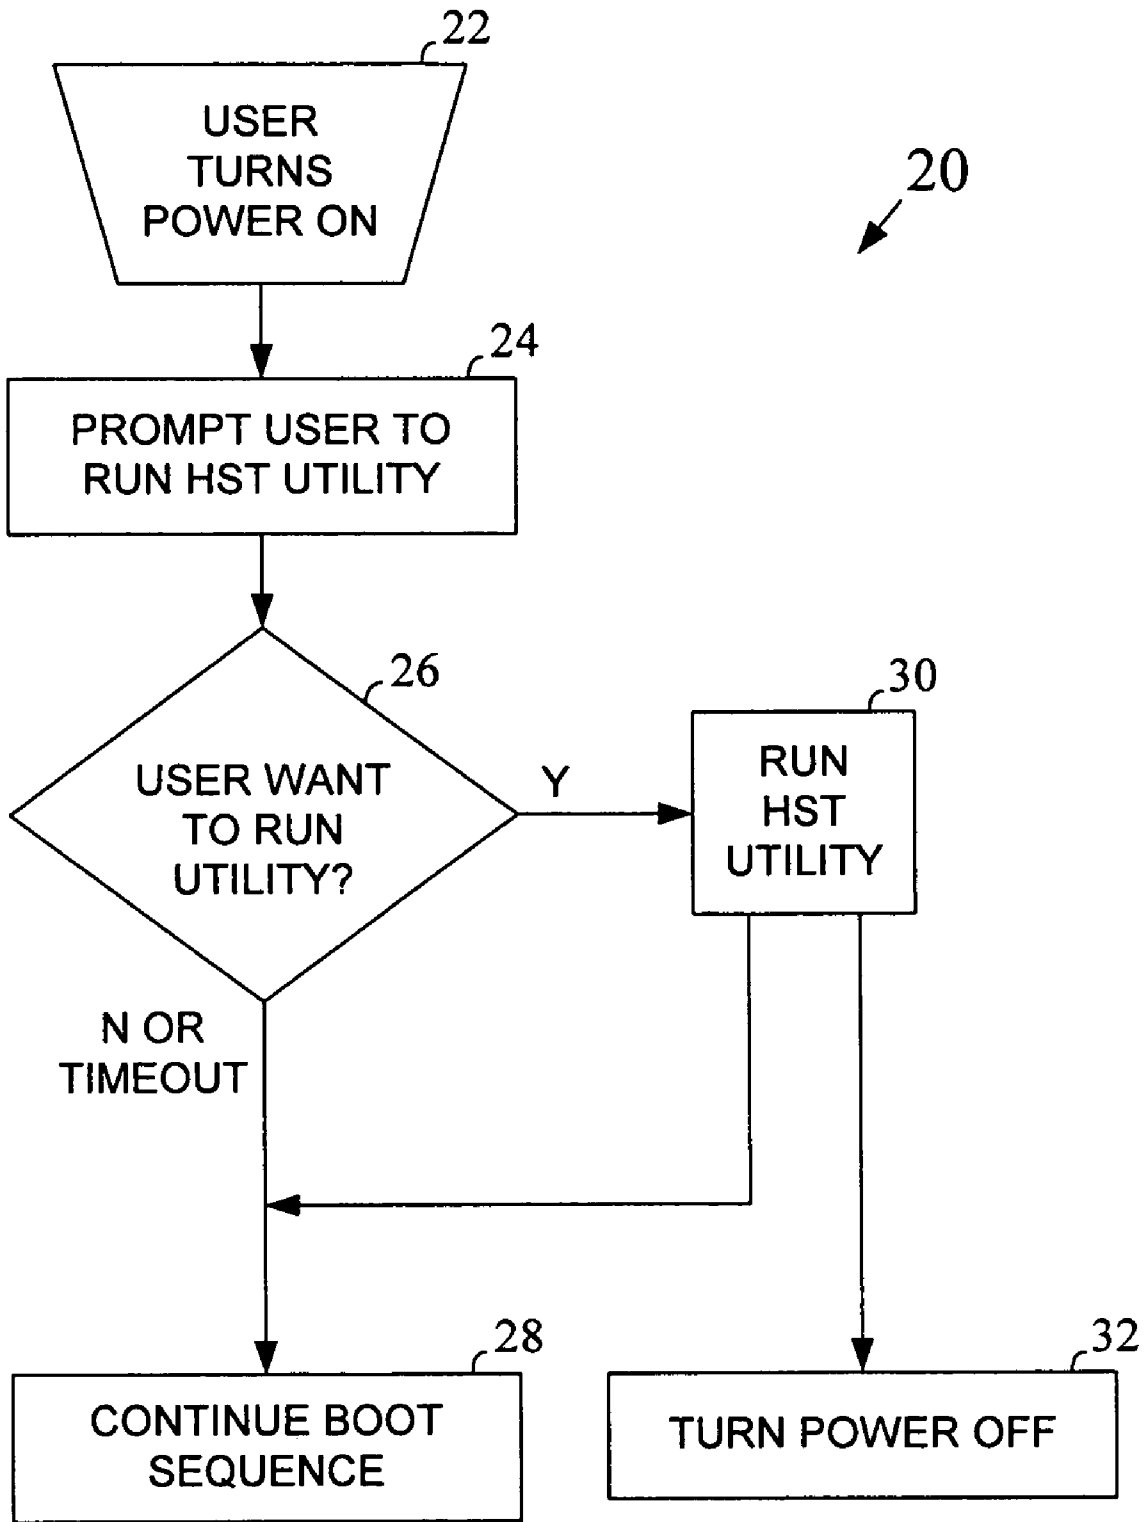 22
USER
TURNS
POWER ON
20
24
PROMPT USER TO
RUN HST UTILITY
26
USER WANT
TO RUN
UTILITY?
Y
30
RUN
HST
UTILITY
N OR
TIMEOUT
28
CONTINUE BOOT
SEQUENCE
32
TURN POWER OFF